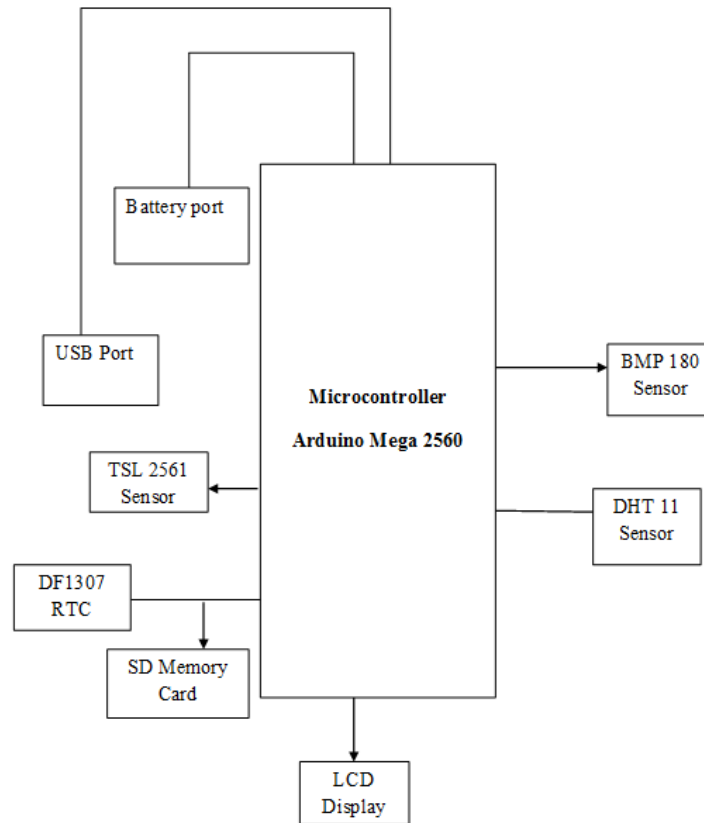 Battery port
USB Port
Microcontroller
Arduino Mega 2560
BMP 180
Sensor
TSL 2561
Sensor
DHT 11
Sensor
DF1307
RTC
SD Memory
Card
LCD
Display